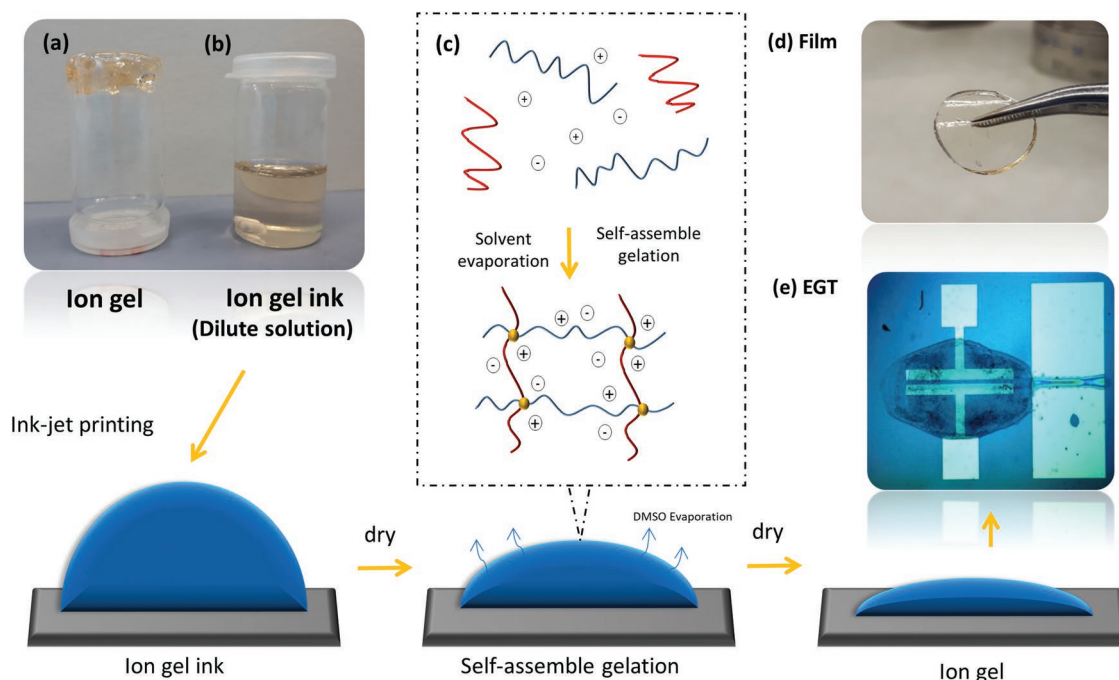 (a)
(b)
Ion gel
Ion gel ink
(Dilute solution)
(c)
+
+
-
+
-
Solvent
evaporation
Self-assemble
gelation
+
-
+
-
+
-
+
-
+
-
+
-
+
(d) Film
(e) EGT
Ink-jet printing
dry
DMSO Evaporation
dry
Ion gel ink
Self-assemble gelation
Ion gel